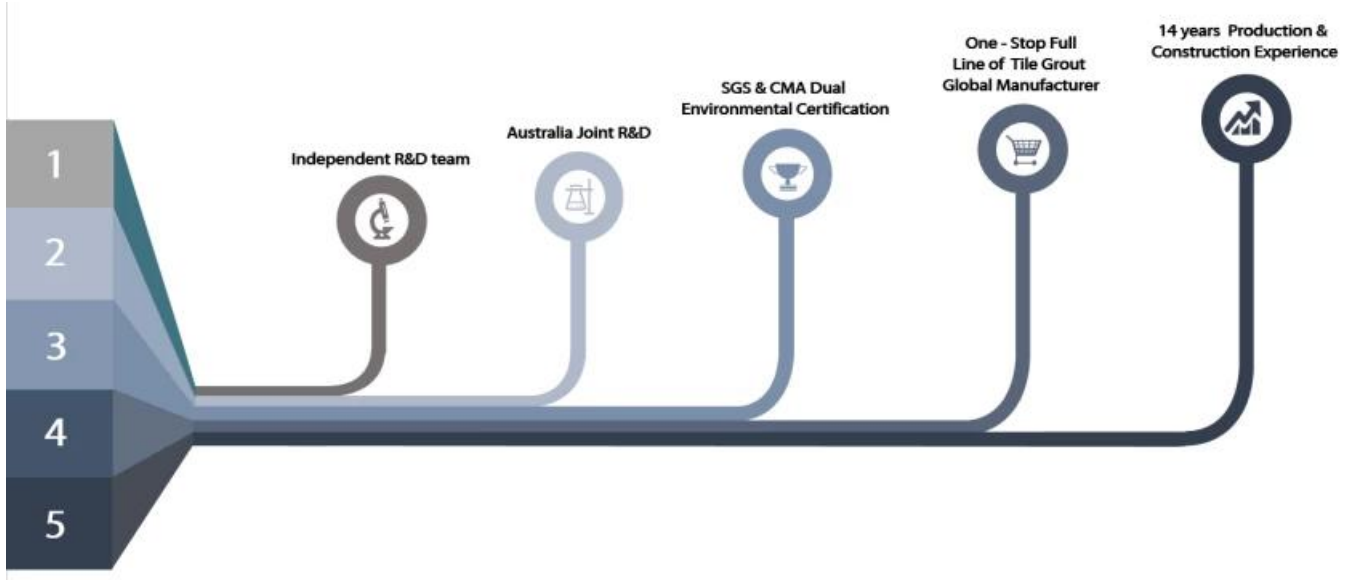 1
2
3
4
5
Independent R&D team
Australia Joint R&D
SGS & CMA Dual
Environmental Certification
One - Stop Full
Line of Tile Grout
Global Manufacturer
14 years Production &
Construction Experience